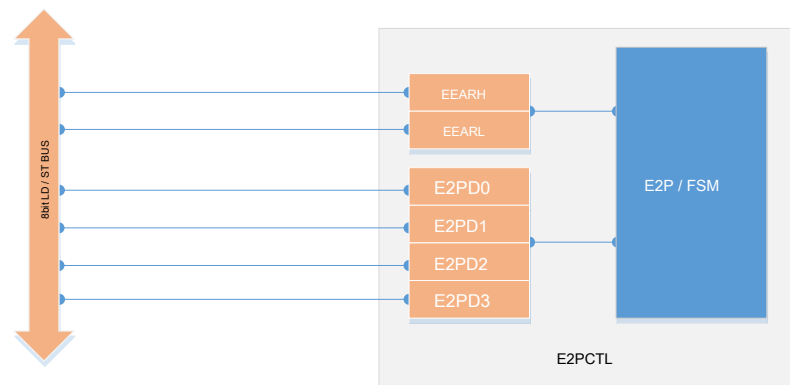 8bit LD / ST BUS
EEARH
EEARL
E2PD0
E2PD1
E2PD2
E2PD3
E2P / FSM
E2PCTL